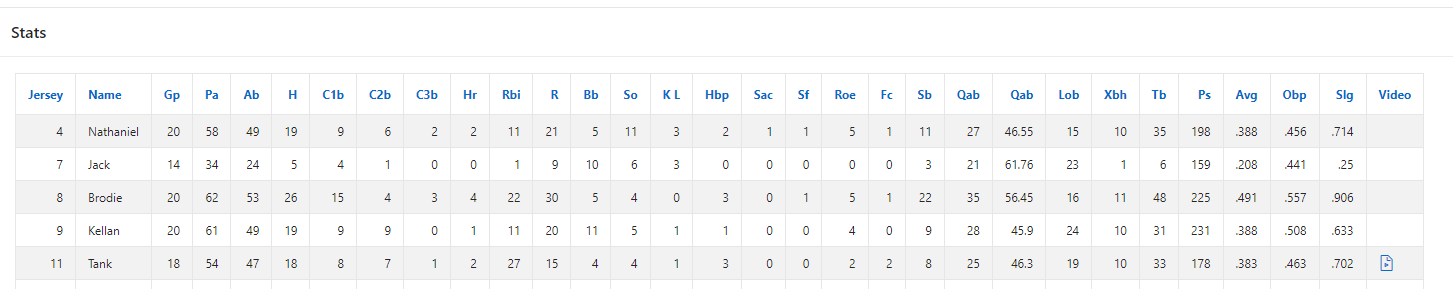 Stats
Jersey Name Gp Pa Ab H C1b C2b C3b Hr Rbi R Bb So K L Hbp Sac Sf Roe Fc Sb Qab Qab Lob Xbh Tb Ps Avg Obp Slg Video
4 Nathaniel 20 58 49 19 9 6 2 2 11 21 5 11 3 2 1 1 5 1 11 27 46.55 15 10 35 198 .388 .456 .714
7 Jack 14 34 24 5 4 1 0 0 1 9 10 6 3 0 0 0 0 0 3 21 61.76 23 1 6 159 .208 .441 .25
8 Brodie 20 62 53 26 15 4 3 4 22 30 5 4 0 3 0 1 5 1 22 35 56.45 16 11 48 225 .491 .557 .906
9 Kellan 20 61 49 19 9 9 0 1 11 20 11 5 1 1 0 0 4 0 9 28 45.9 24 10 31 231 .388 .508 .633
11 Tank 18 54 47 18 8 7 1 2 27 15 4 4 1 3 0 0 2 2 8 25 46.3 19 10 33 178 .383 .463 .702